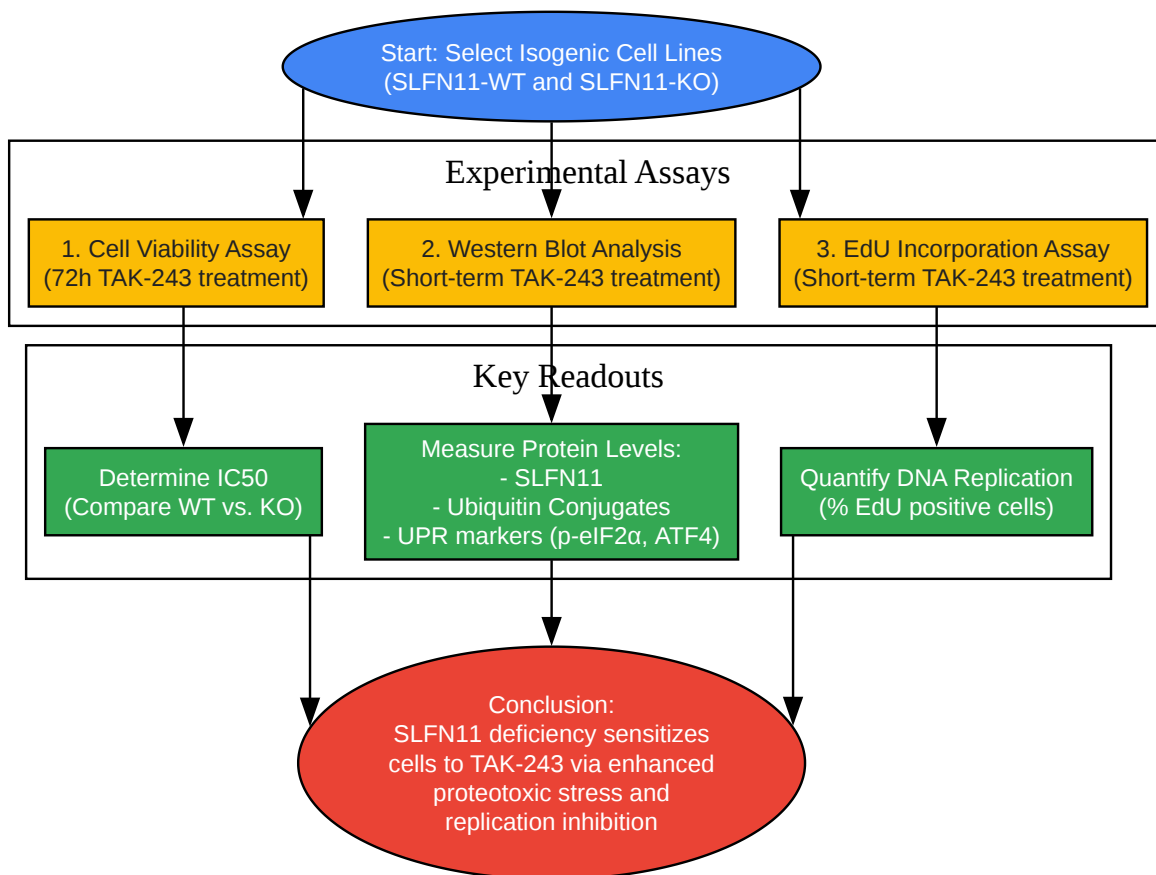 Start: Select Isogenic Cell Lines
(SLFN11-WT and SLFN11-KO)
Experimental Assays
1. Cell Viability Assay
(72h TAK-243 treatment)
2. Western Blot Analysis
(Short-term TAK-243 treatment)
3. EdU Incorporation Assay
(Short-term TAK-243 treatment)
Key Readouts
Determine IC50
(Compare WT vs. KO)
Measure Protein Levels:
- SLFN11
- Ubiquitin Conjugates
- UPR markers (p-eIF2α, ATF4)
Quantify DNA Replication
(% EdU positive cells)
Conclusion:
SLFN11 deficiency sensitizes
cells to TAK-243 via enhanced
proteotoxic stress and
replication inhibition